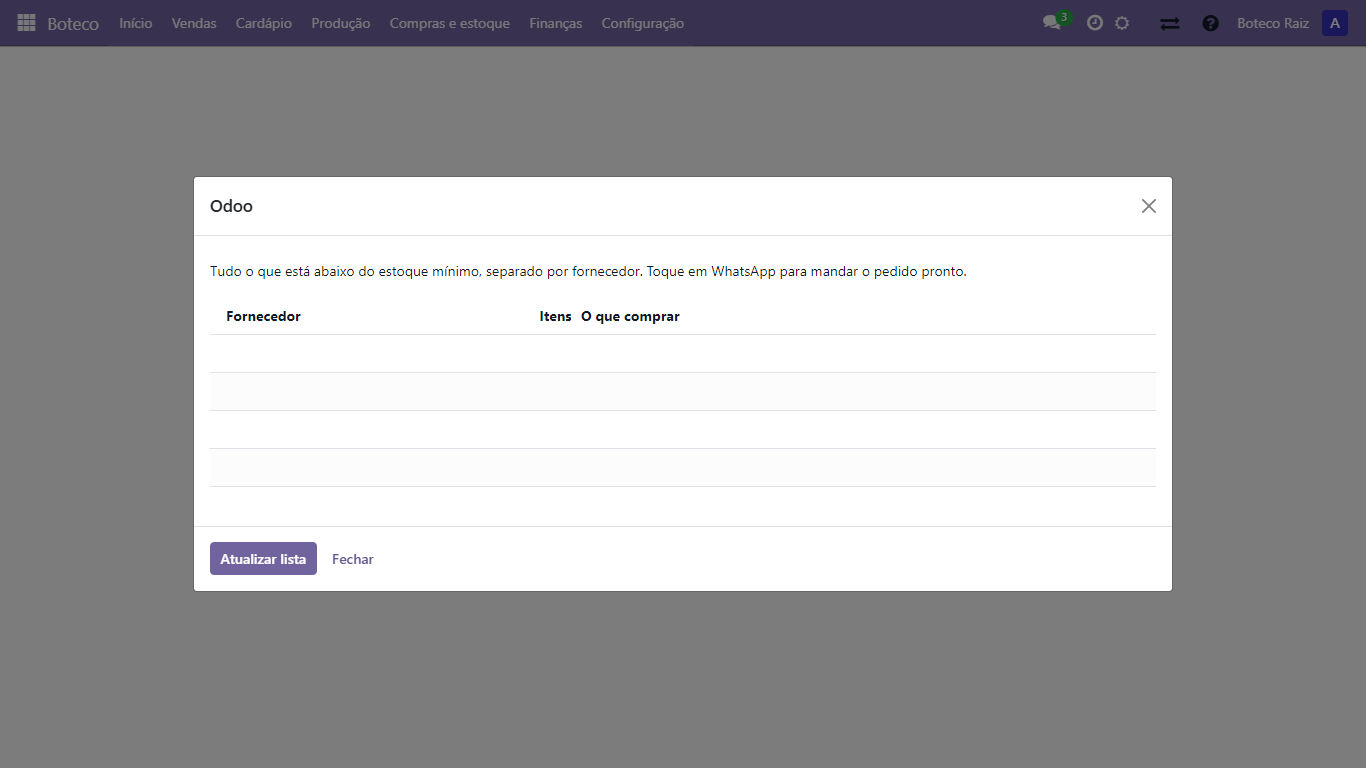 Boteco Início Vendas Cardápio Produção Compras e estoque Finanças Configuração 3 ? Boteco Raiz A
Odoo
Tudo o que está abaixo do estoque mínimo, separado por fornecedor. Toque em WhatsApp para mandar o pedido pronto.
Fornecedor Itens O que comprar
Atualizar lista Fechar